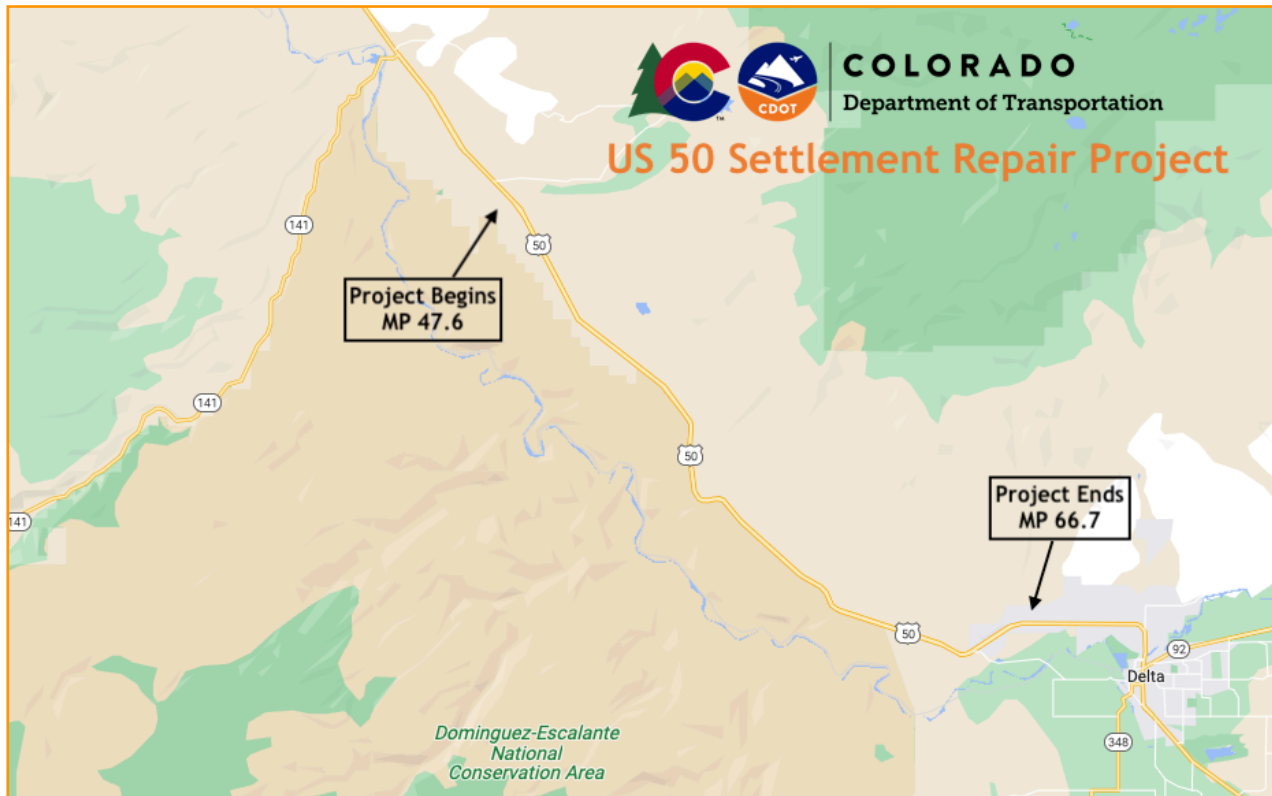 COLORADO
CDOT
TM
Department of Transportation
US 50 Settlement Repair Project
141
50
Project Begins
MP 47.6
141
50
Project Ends
MP 66.7
141
50
92
Delta
348
Dominguez-Escalante
National
Conservation Area